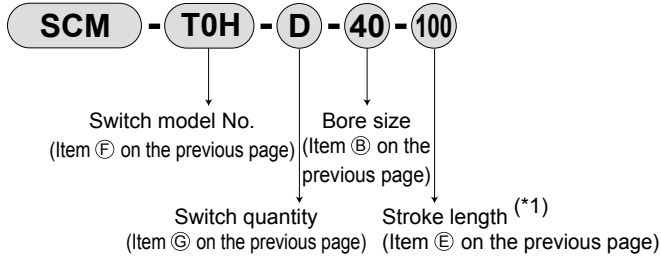 SCM - T0H - D - 40 - 100
Switch model No.
(Item Ⓕ on the previous page)
Bore size
(Item Ⓑ on the
previous page)
Switch quantity
(Item Ⓖ on the previous page)
Stroke length (*1)
(Item Ⓔ on the previous page)